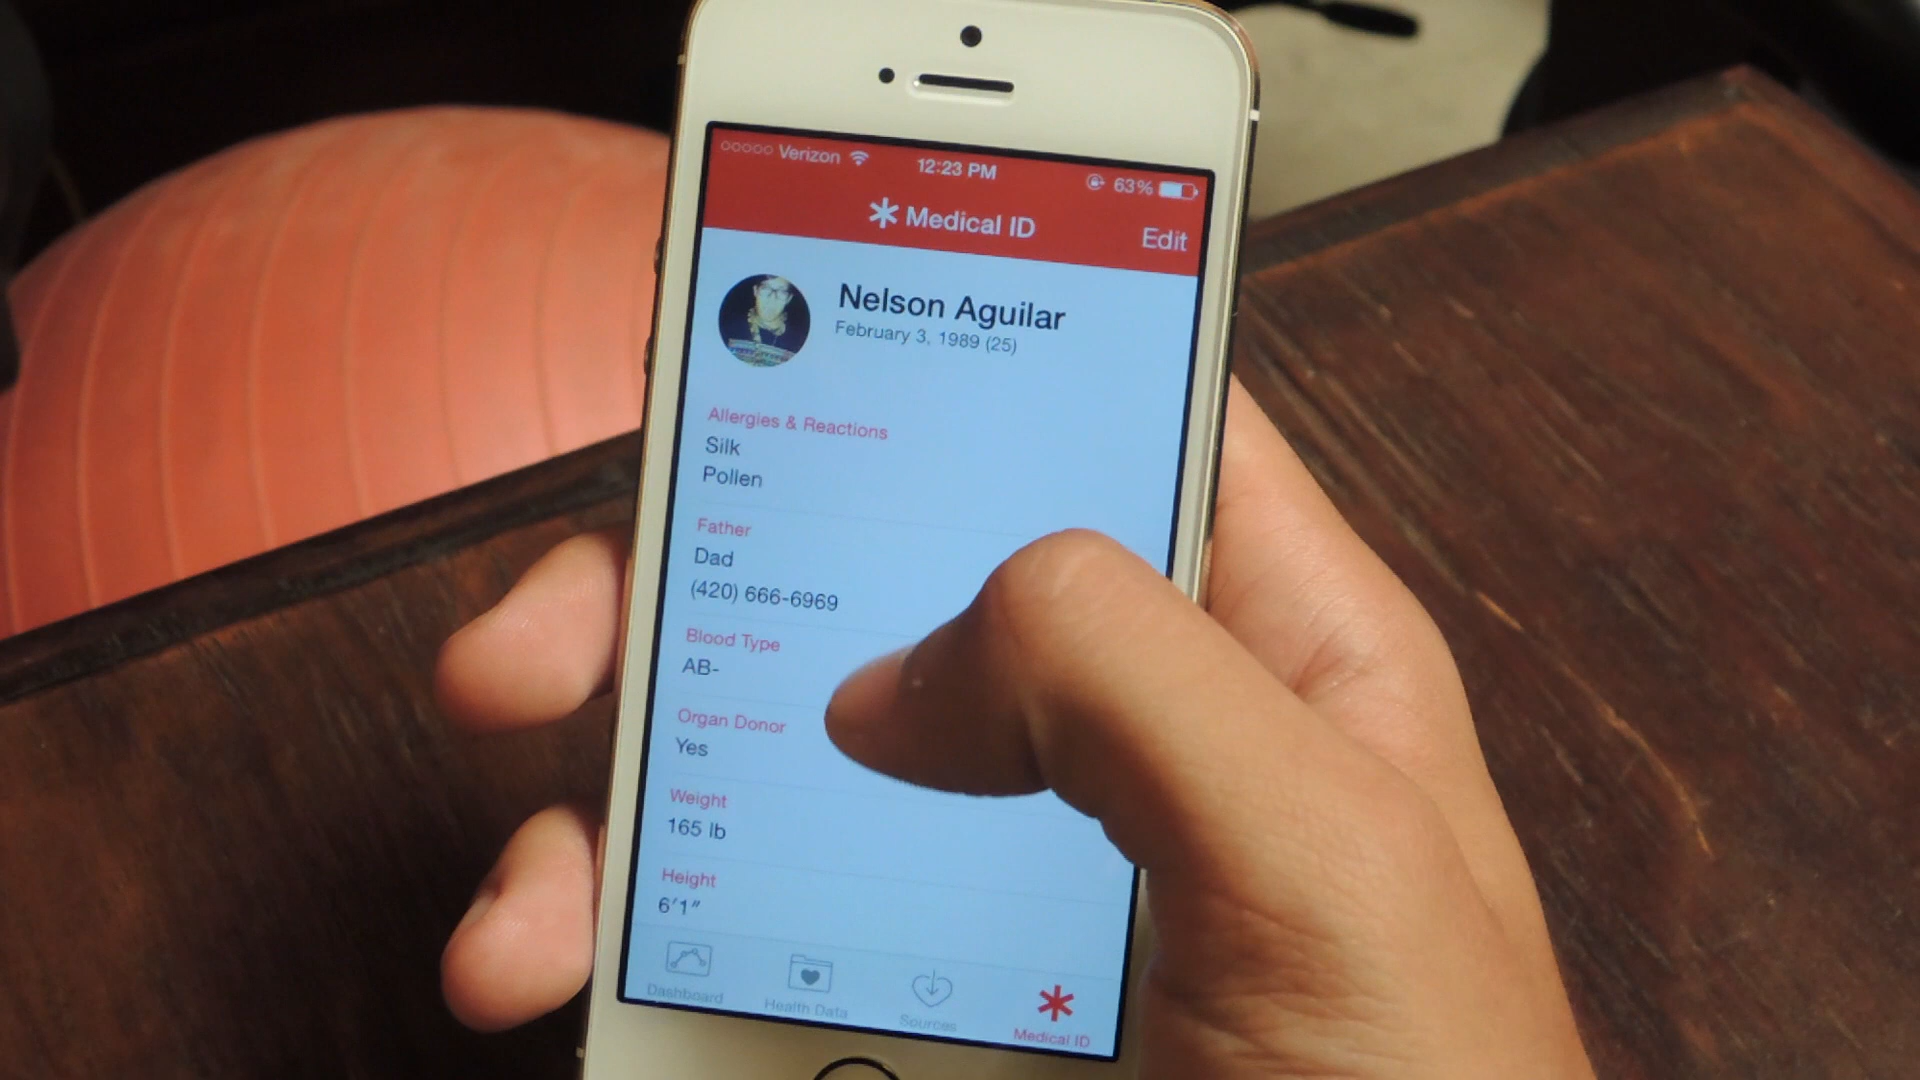 Verizon 12:23 PM 63%
Medical ID Edit
Nelson Aguilar
February 3, 1989 (25)
Allergies & Reactions
Silk
Pollen
Father
Dad
(420) 666-6969
Blood Type
AB-
Organ Donor
Yes
Weight
165 lb
Height
6'1"
Dashboard Health Data Sources Medical ID